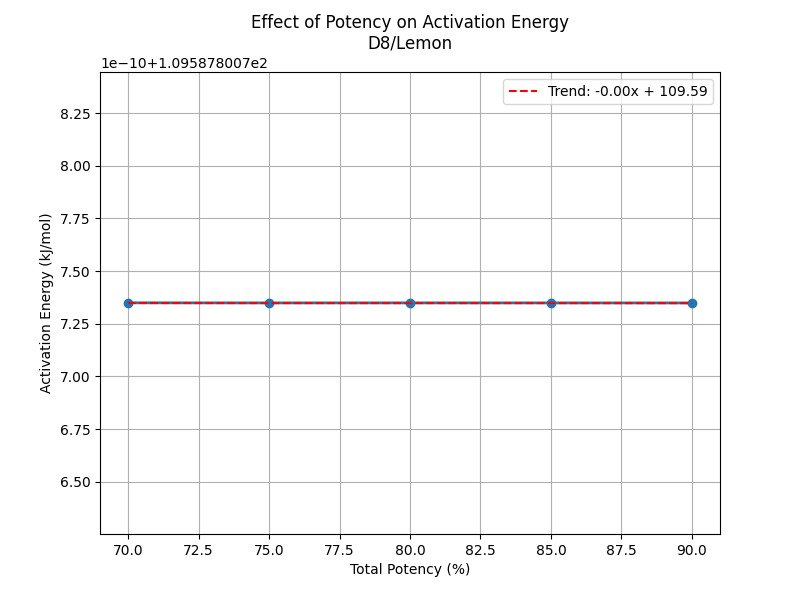 Effect of Potency on Activation Energy
D8/Lemon
1e−10+1.095878007e2
Trend: -0.00x + 109.59
8.25
8.00
7.75
7.50
7.25
7.00
6.75
6.50
Activation Energy (kJ/mol)
70.0 72.5 75.0 77.5 80.0 82.5 85.0 87.5 90.0
Total Potency (%)